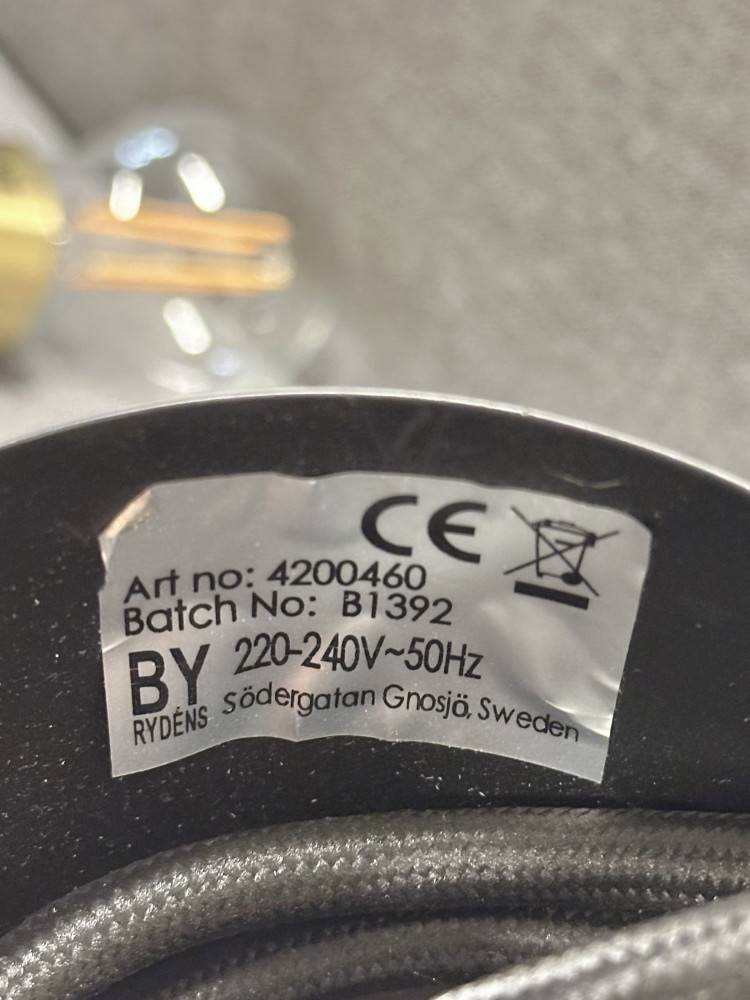 CE
Art no: 4200460
Batch No: B1392
BY
RYDÉNS
220-240V~50Hz
Södergatan Gnosjö, Sweden